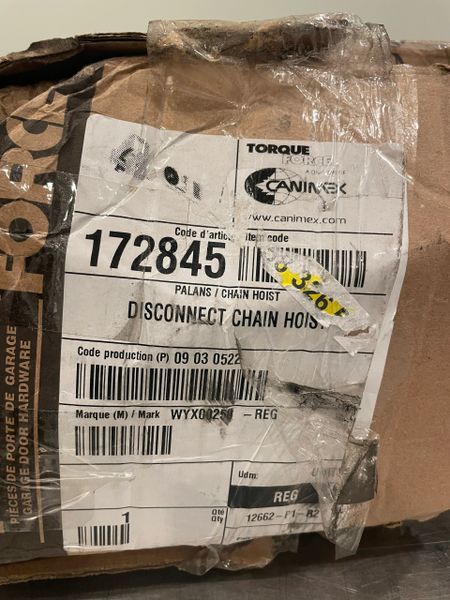 FORGE
PIÈCES DE PORTE DE GARAGE
GARAGE DOOR HARDWARE
TORQUE
FORCE
CANIMEX
www.canimex.com
Code d'article item code
172845
PALANS / CHAIN HOIST
DISCONNECT CHAIN HOIST
Code production (P) 09 03 0522
Marque (M) / Mark WYX00250 -REG
Udm:
REG
1
Qté
Qty